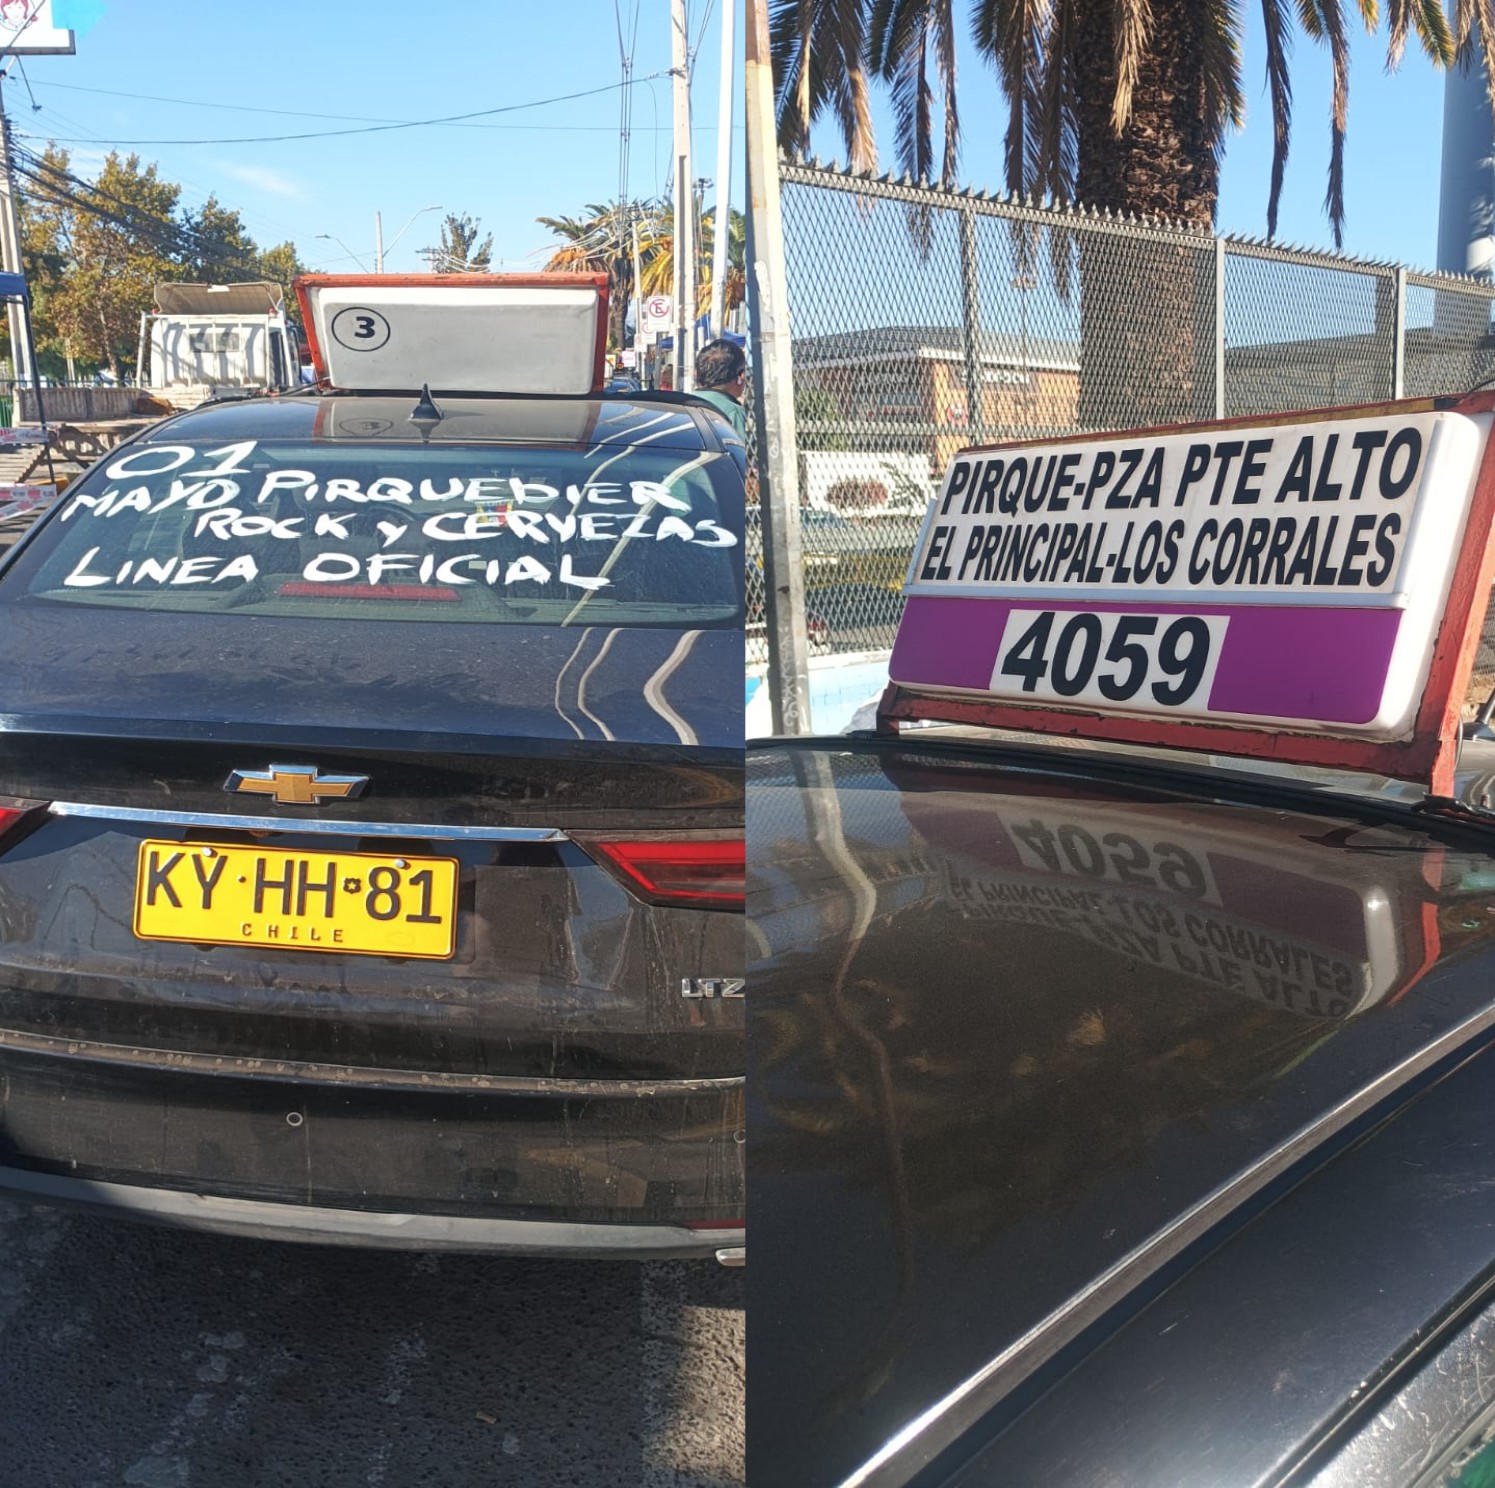 3
01
MAYO PIRQUEBIER
ROCK Y CERVEZAS
LINEA OFICIAL
KY·HH·81
CHILE
LTZ
PIRQUE-PZA PTE ALTO
EL PRINCIPAL-LOS CORRALES
4059